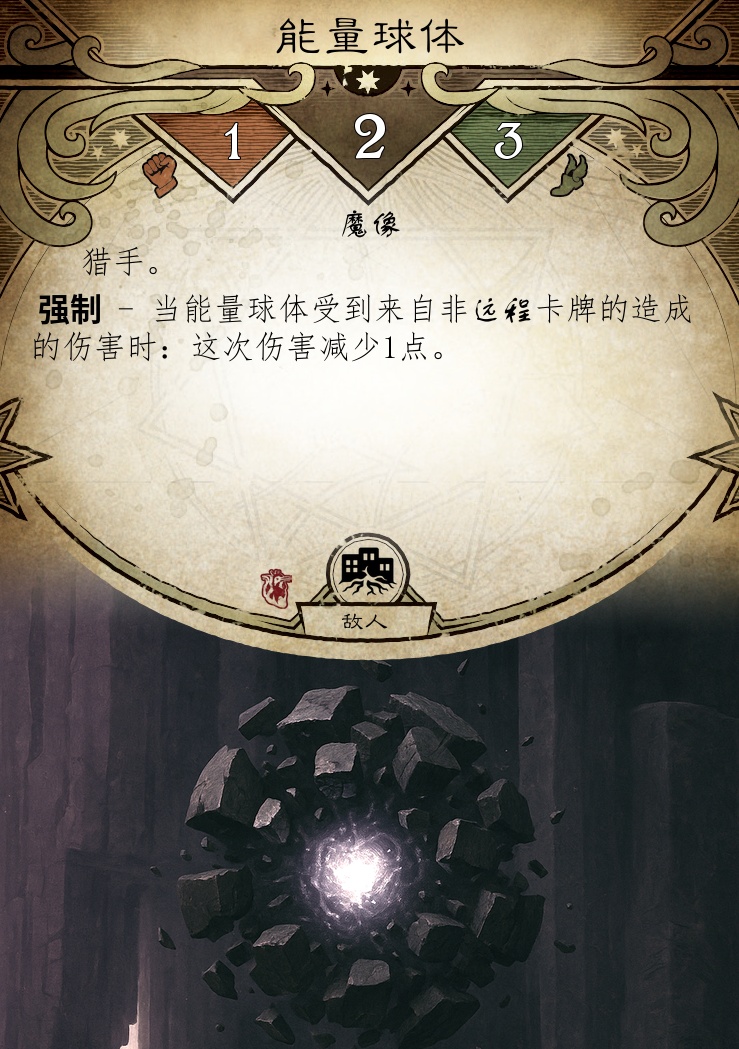 能量球体
1 2 3
魔像
猎手。
强制 – 当能量球体受到来自非远程卡牌的造成
的伤害时：这次伤害减少1点。
敌人